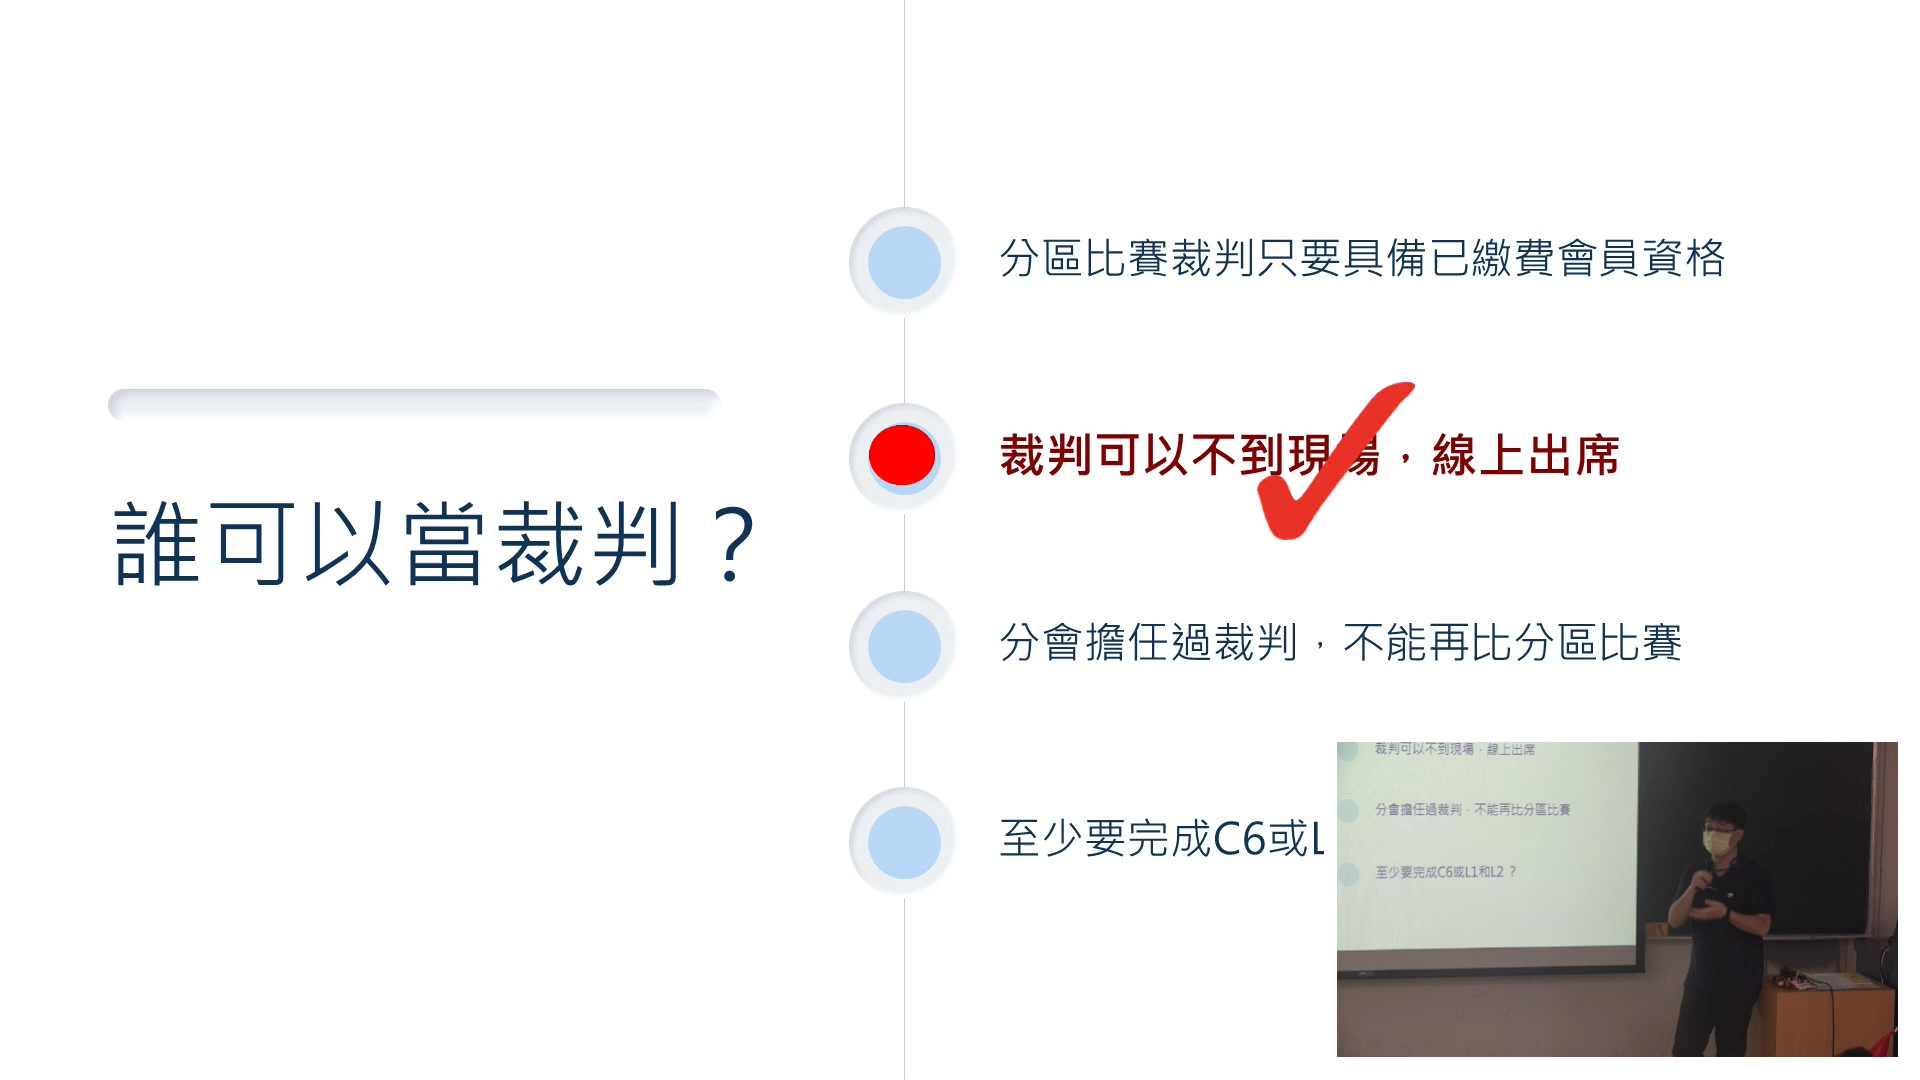 誰可以當裁判？
分區比賽裁判只要具備已繳費會員資格
裁判可以不到現場，線上出席
分會擔任過裁判，不能再比分區比賽
至少要完成C6或L
裁判可以不到現場，線上出席
分會擔任過裁判，不能再比分區比賽
至少要完成C6或L1和L2？